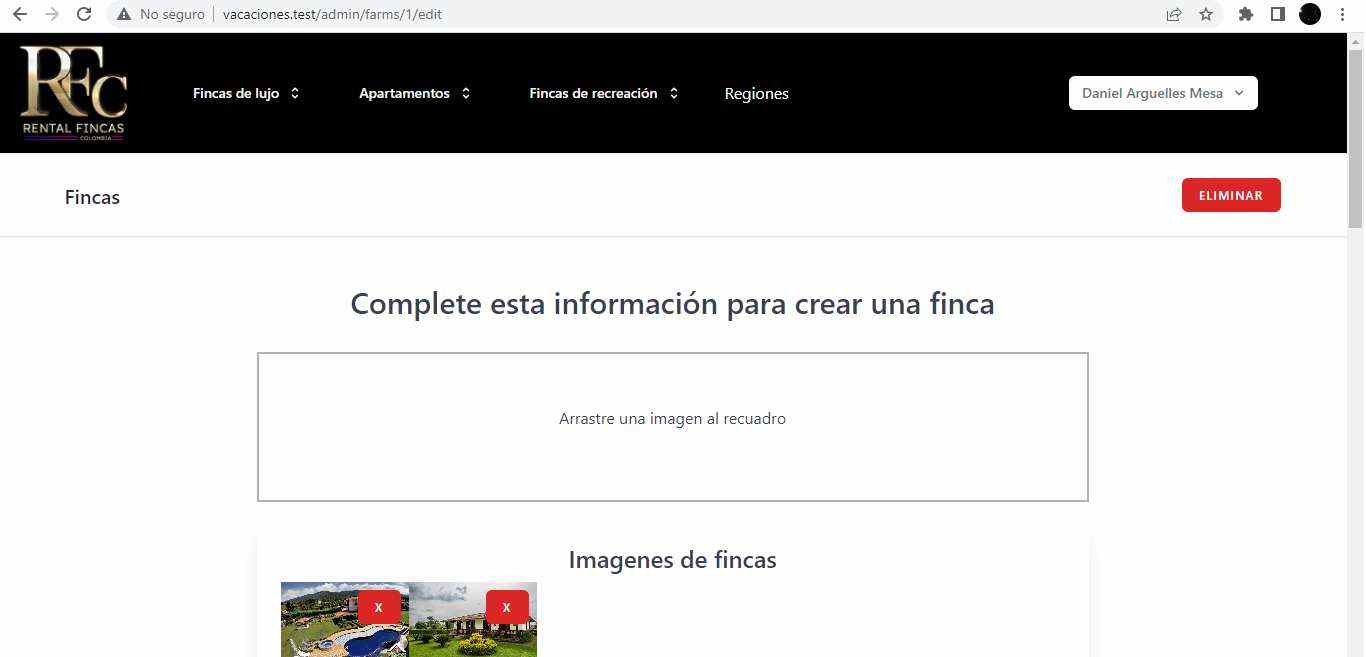 No seguro
vacaciones.test/admin/farms/1/edit
RFC
RENTAL FINCAS
COLOMBIA
Fincas de lujo
Apartamentos
Fincas de recreación
Regiones
Daniel Arguelles Mesa
Fincas
ELIMINAR
Complete esta información para crear una finca
Arrastre una imagen al recuadro
Imagenes de fincas
X
X